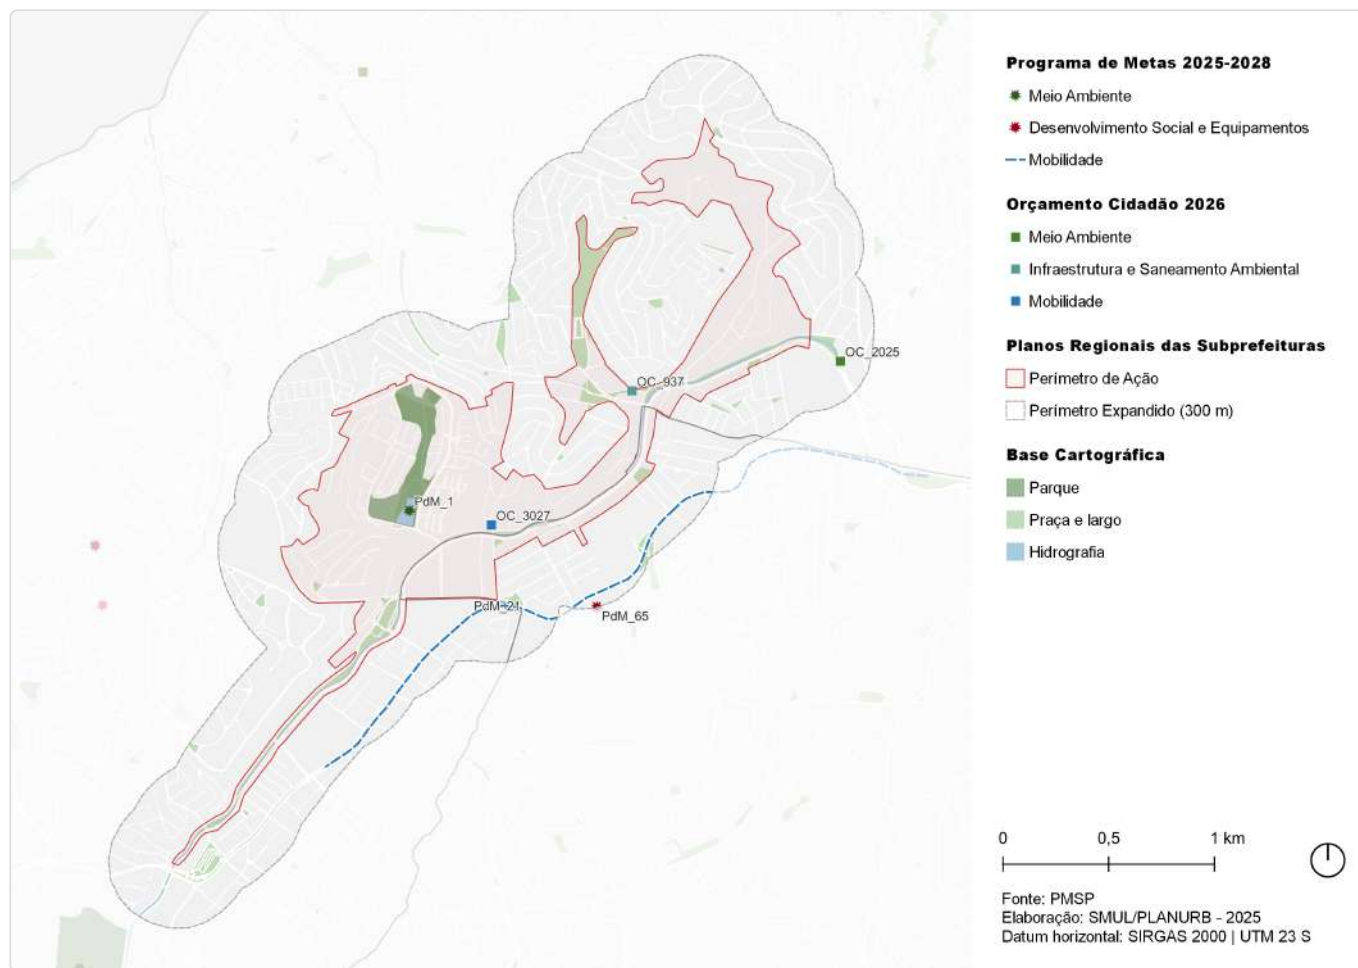 Programa de Metas 2025-2028
Meio Ambiente
Desenvolvimento Social e Equipamentos
Mobilidade
Orçamento Cidadão 2026
Meio Ambiente
Infraestrutura e Saneamento Ambiental
Mobilidade
Planos Regionais das Subprefeituras
Perímetro de Ação
Perímetro Expandido (300 m)
Base Cartográfica
Parque
Praça e largo
Hidrografia
OC_2025
OC_937
PdM_1
OC_3027
PdM_21
PdM_65
0 0,5 1 km
Fonte: PMSP
Elaboração: SMUL/PLANURB - 2025
Datum horizontal: SIRGAS 2000 | UTM 23 S